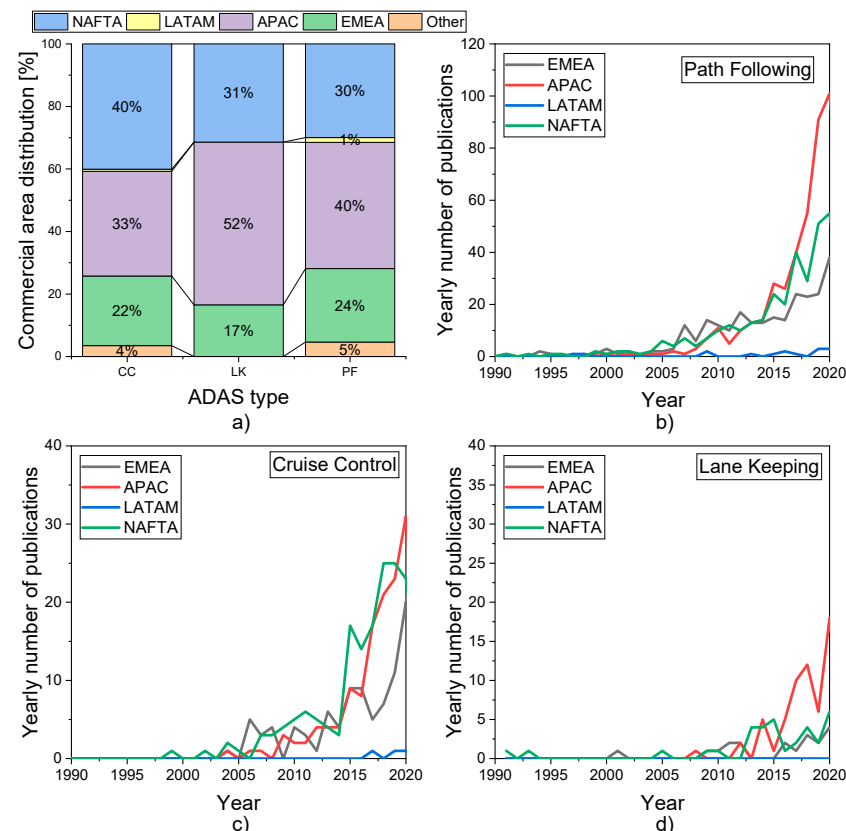 NAFTA LATAM APAC EMEA Other
Commercial area distribution [%]
100
80
60
40
20
0
40%
33%
22%
4%
31%
52%
17%
30%
1%
40%
24%
5%
CC LK PF
ADAS type
a)
Yearly number of publications
120
100
80
60
40
20
0
EMEA
APAC
LATAM
NAFTA
Path Following
1990 1995 2000 2005 2010 2015 2020
Year
b)
Yearly number of publications
40
30
20
10
0
EMEA
APAC
LATAM
NAFTA
Cruise Control
1990 1995 2000 2005 2010 2015 2020
Year
c)
Yearly number of publications
40
35
30
25
20
15
10
5
0
EMEA
APAC
LATAM
NAFTA
Lane Keeping
1990 1995 2000 2005 2010 2015 2020
Year
d)